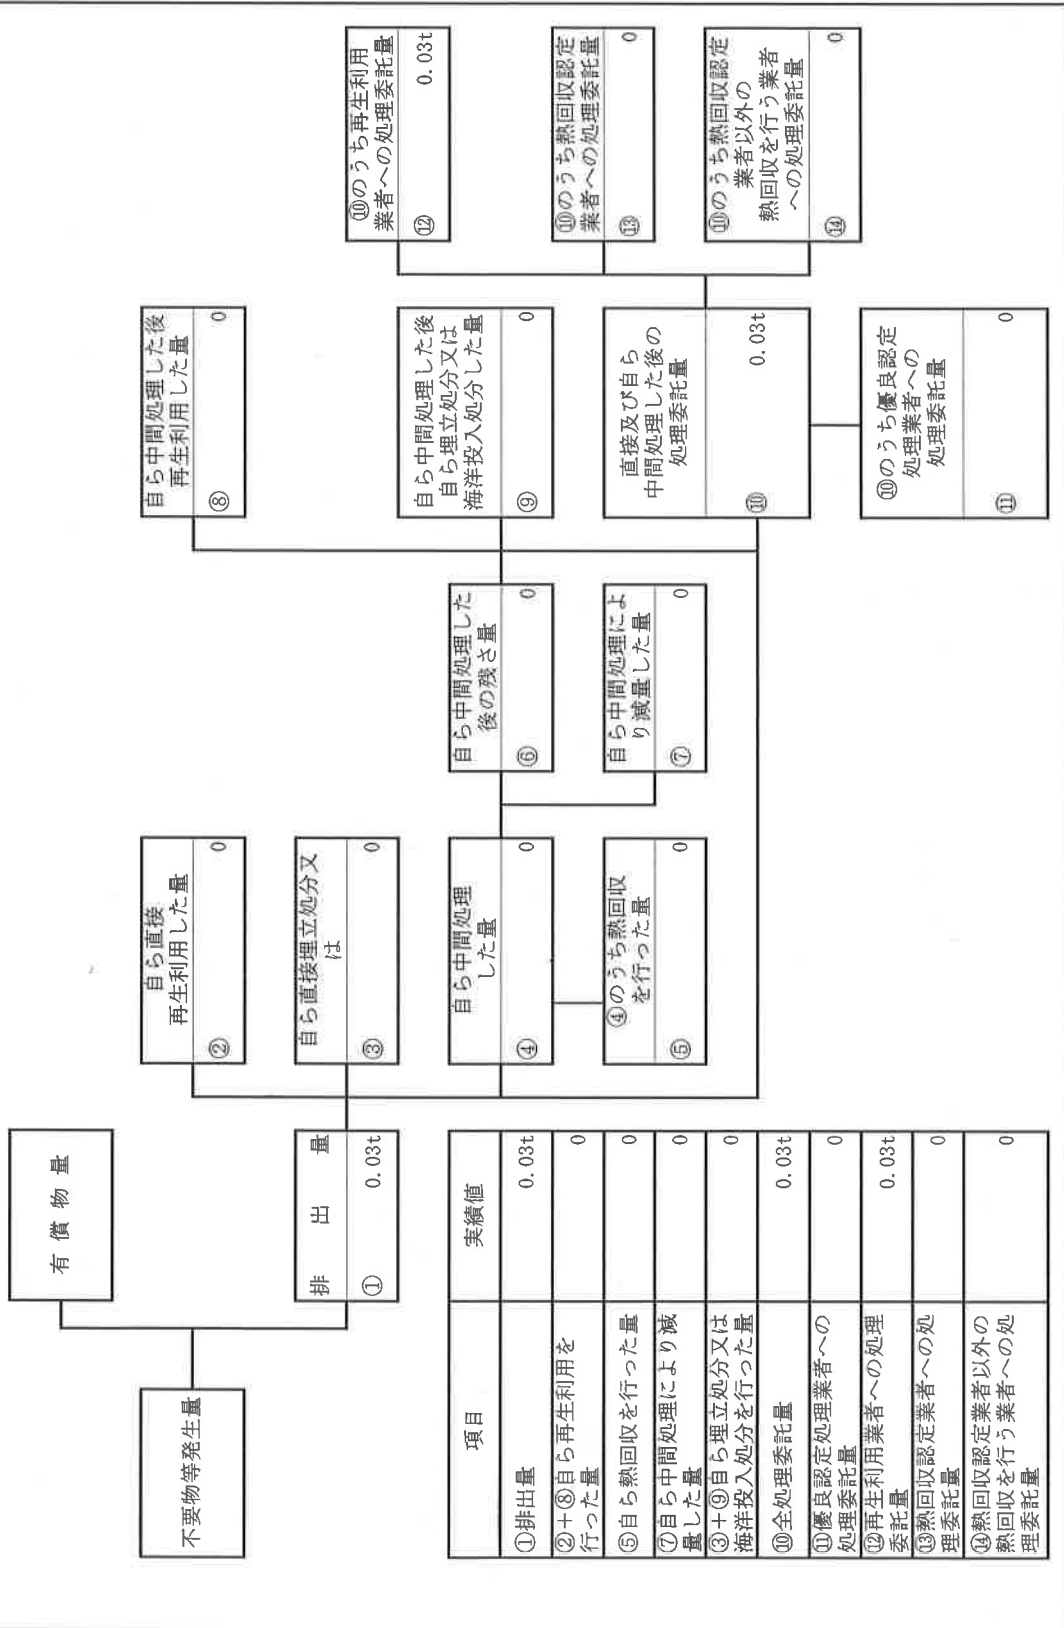 有 償 物 量
不要物等発生量
排 出 量
① 0.03t
自ら直接
再生利用した量
② 0
自ら直接埋立処分又
は
③ 0
自ら中間処理
した量
④ 0
④のうち熱回収
を行った量
⑤ 0
自ら中間処理した
後の残さ量
⑥ 0
自ら中間処理によ
り減量した量
⑦ 0
自ら中間処理した後
再生利用した量
⑧ 0
自ら中間処理した後
自ら埋立処分又は
海洋投入処分した量
⑨ 0
直接及び自ら
中間処理した後の
処理委託量
⑩ 0.03t
⑩のうち優良認定
処理業者への
処理委託量
⑪ 0
⑩のうち再生利用
業者への処理委託量
⑫ 0.03t
⑩のうち熱回収認定
業者への処理委託量
⑬ 0
⑩のうち熱回収認定
業者以外の
熱回収を行う業者
への処理委託量
⑭ 0
項目 実績値
①排出量 0.03t
②+⑧自ら再生利用を
行った量 0
⑤自ら熱回収を行った量 0
⑦自ら中間処理により減
量した量 0
③+⑨自ら埋立処分又は
海洋投入処分を行った量 0
⑩全処理委託量 0.03t
⑪優良認定処理業者への
処理委託量 0
⑫再生利用業者への処理
委託量 0.03t
⑬熱回収認定業者への処
理委託量 0
⑭熱回収認定業者以外の
熱回収を行う業者への処
理委託量 0